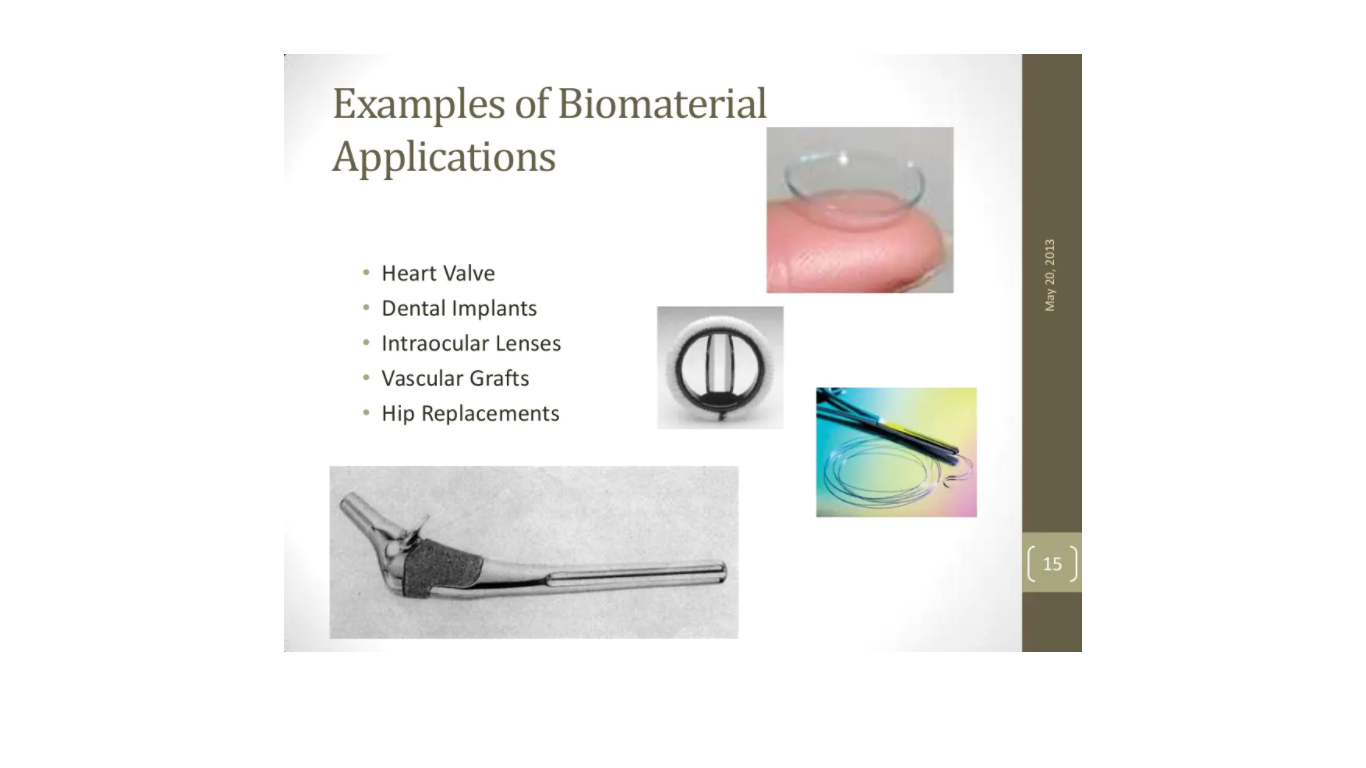 Examples of Biomaterial
Applications
• Heart Valve
• Dental Implants
• Intraocular Lenses
• Vascular Grafts
• Hip Replacements
May 20, 2013
15